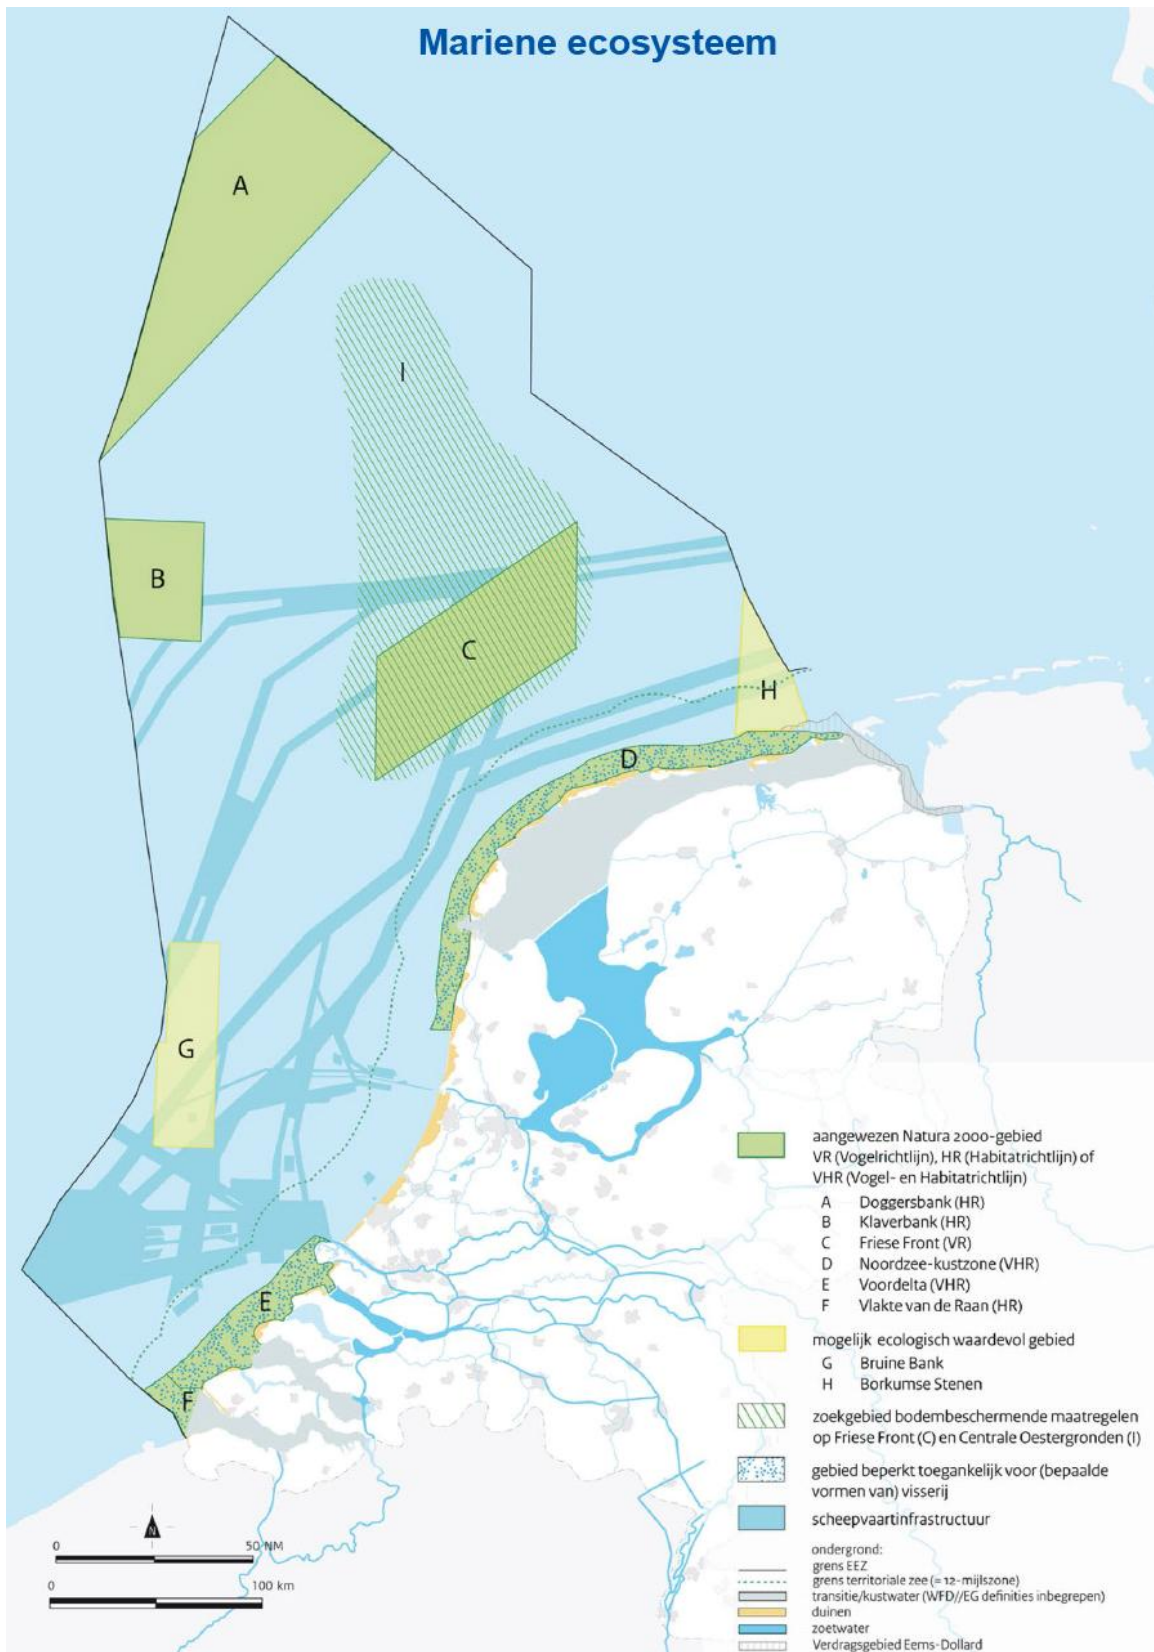 Mariene ecosysteem
A
I
B
C
H
D
G
E
F
aangewezen Natura 2000-gebied
VR (Vogelrichtlijn), HR (Habitatrichtlijn) of
VHR (Vogel- en Habitatrichtlijn)
A Doggersbank (HR)
B Klaverbank (HR)
C Friese Front (VR)
D Noordzee-kustzone (VHR)
E Voordelta (VHR)
F Vlakte van de Raan (HR)
mogelijk ecologisch waardevol gebied
G Bruine Bank
H Borkumse Stenen
zoekgebied bodembeschermende maatregelen
op Friese Front (C) en Centrale Oestergronden (I)
gebied beperkt toegankelijk voor (bepaalde
vormen van) visserij
scheepvaartinfrastructuur
ondergrond:
grens EEZ
grens territoriale zee (= 12-mijlszone)
transitie/kustwater (WFD//EG definities inbegrepen)
duinen
zoetwater
Verdragsgebied Eems-Dollard
N
0 50 NM
0 100 km